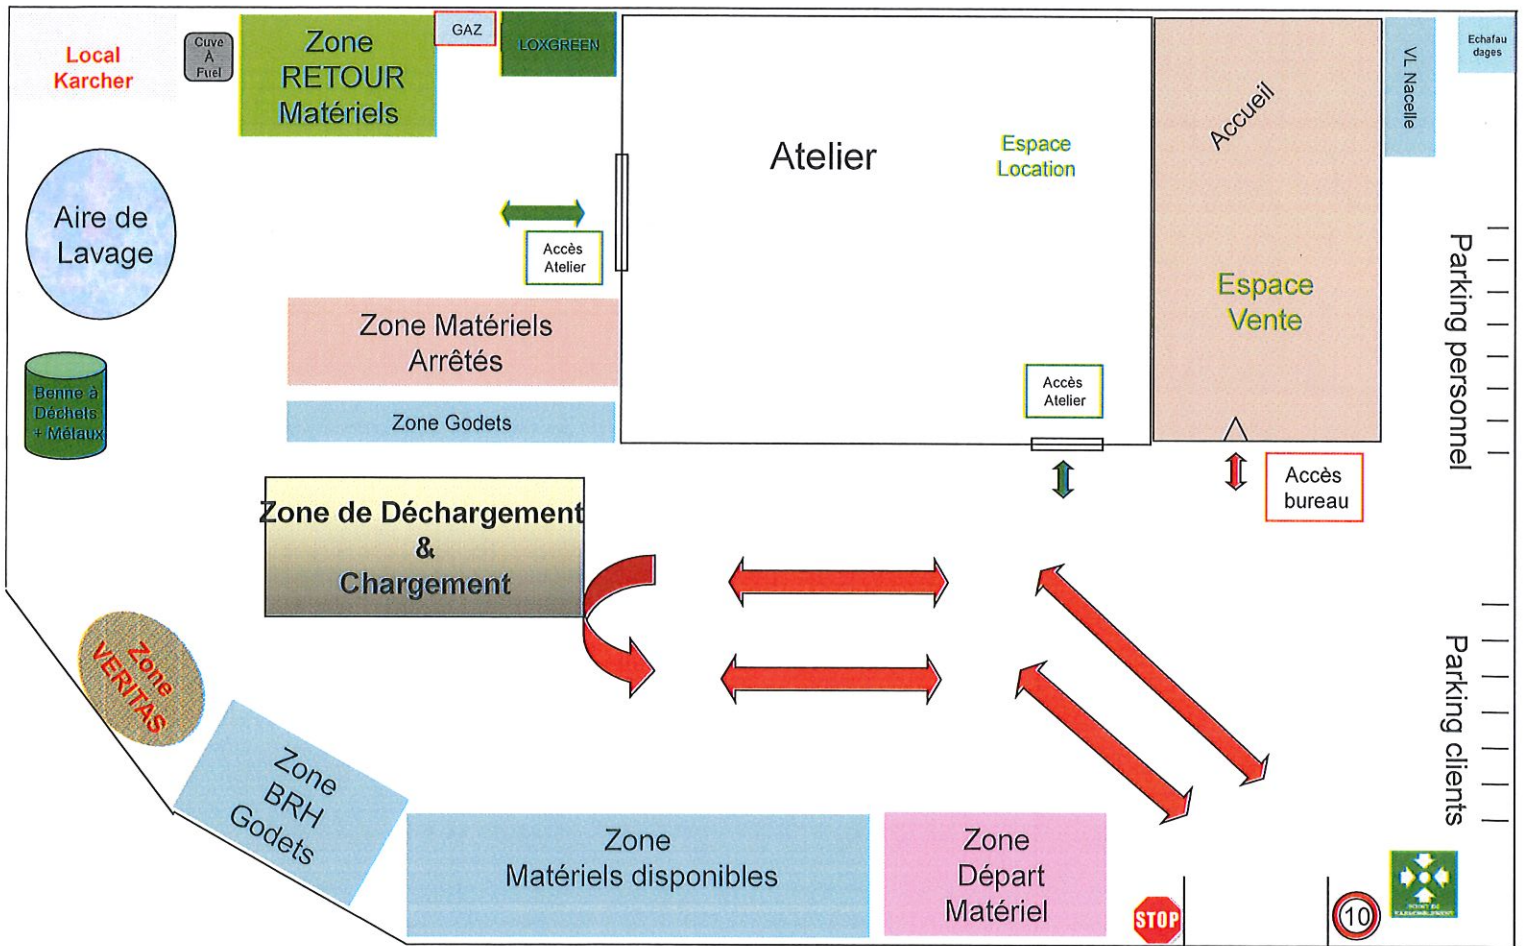 Local
Karcher
Cuve
À
Fuel
Zone
RETOUR
Matériels
GAZ
LOXGREEN
Atelier
Espace
Location
Accueil
VL Nacelle
Echafau
dages
Aire de
Lavage
Accès
Atelier
Espace
Vente
Parking personnel
Zone Matériels
Arrêtés
Benne à
Déchets
+ Métaux
Zone Godets
Accès
Atelier
Accès
bureau
Zone de Déchargement
&
Chargement
Zone
VERITAS
Zone
BRH
Godets
Parking clients
Zone
Matériels disponibles
Zone
Départ
Matériel
STOP
10
POINT DE
RASSEMBLEMENT